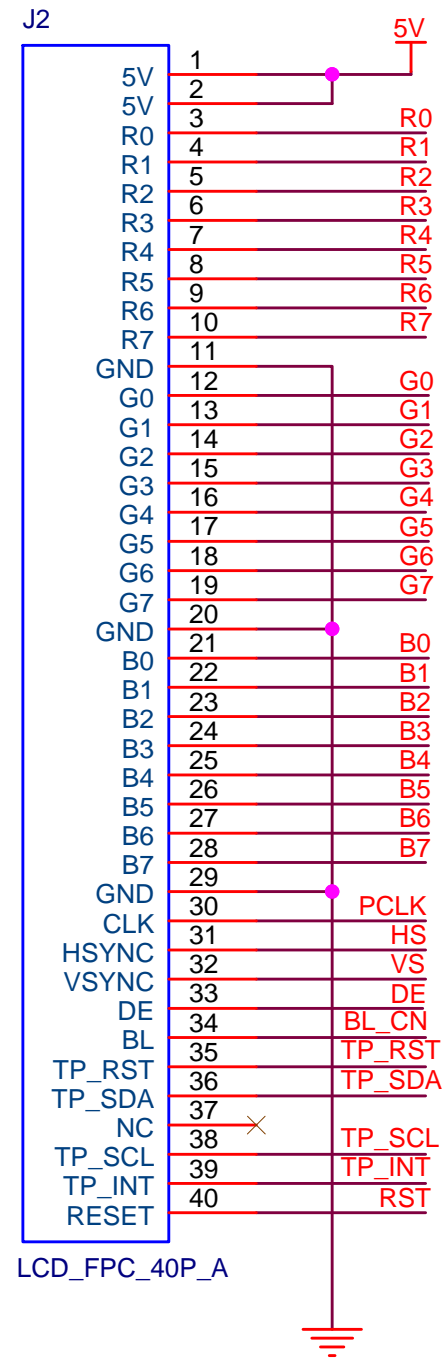 J2
5V
5V 1
5V 2
R0 3 R0
R1 4 R1
R2 5 R2
R3 6 R3
R4 7 R4
R5 8 R5
R6 9 R6
R7 10 R7
GND 11
G0 12 G0
G1 13 G1
G2 14 G2
G3 15 G3
G4 16 G4
G5 17 G5
G6 18 G6
G7 19 G7
GND 20
B0 21 B0
B1 22 B1
B2 23 B2
B3 24 B3
B4 25 B4
B5 26 B5
B6 27 B6
B7 28 B7
GND 29
CLK 30 PCLK
HSYNC 31 HS
VSYNC 32 VS
DE 33 DE
BL 34 BL_CN
TP_RST 35 TP_RST
TP_SDA 36 TP_SDA
NC 37
TP_SCL 38 TP_SCL
TP_INT 39 TP_INT
RESET 40 RST
LCD_FPC_40P_A